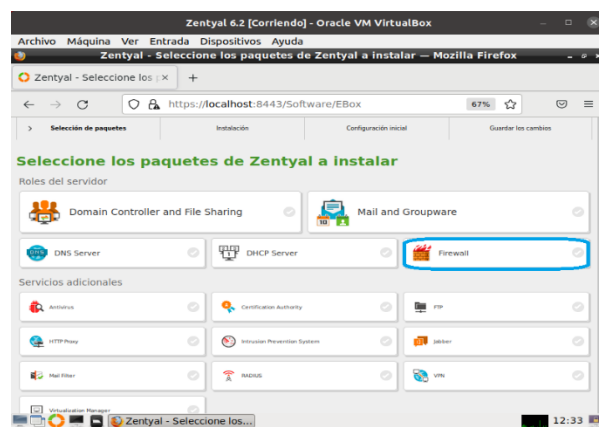 Zentyal 6.2 [Corriendo] - Oracle VM VirtualBox
Archivo Máquina Ver Entrada Dispositivos Ayuda
Zentyal - Seleccione los paquetes de Zentyal a instalar — Mozilla Firefox
Zentyal - Seleccione los p
https://localhost:8443/Software/EBox
67%
> Selección de paquetes
Instalación
Configuración inicial
Guardar los cambios
Seleccione los paquetes de Zentyal a instalar
Roles del servidor
Domain Controller and File Sharing
Mail and Groupware
DNS Server
DHCP Server
Firewall
Servicios adicionales
Antivirus
Certification Authority
FTP
HTTP Proxy
Intrusion Prevention System
Jabber
Mail Filter
RADIUS
VPN
Virtualization Manager
Zentyal - Seleccione los...
12:33